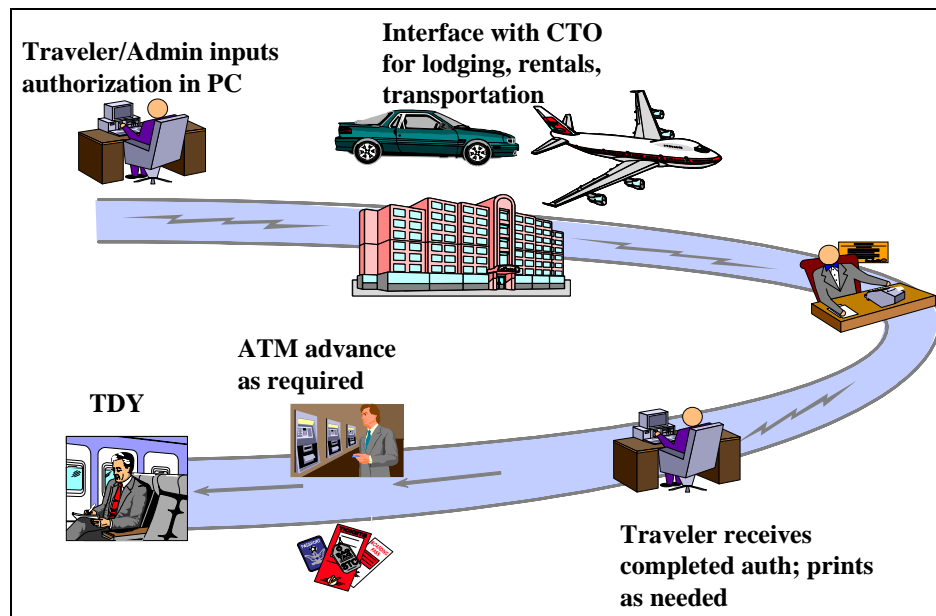 Traveler/Admin inputs
authorization in PC
Interface with CTO
for lodging, rentals,
transportation
ATM advance
as required
TDY
Traveler receives
completed auth; prints
as needed